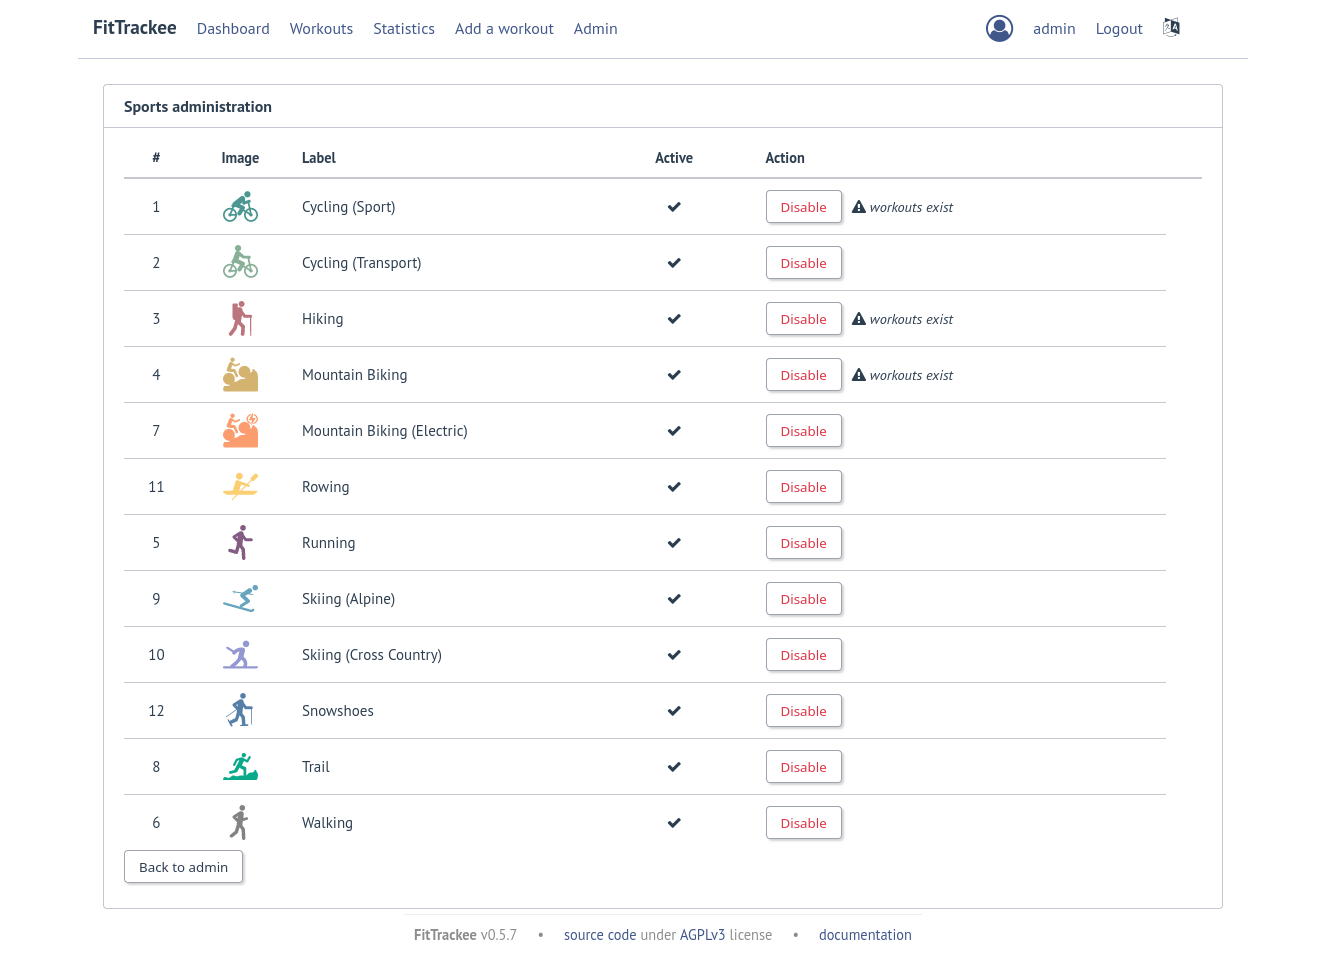 FitTrackee Dashboard Workouts Statistics Add a workout Admin admin Logout
Sports administration
# Image Label Active Action
1 Cycling (Sport) Disable workouts exist
2 Cycling (Transport) Disable
3 Hiking Disable workouts exist
4 Mountain Biking Disable workouts exist
7 Mountain Biking (Electric) Disable
11 Rowing Disable
5 Running Disable
9 Skiing (Alpine) Disable
10 Skiing (Cross Country) Disable
12 Snowshoes Disable
8 Trail Disable
6 Walking Disable
Back to admin
FitTrackee v0.5.7 • source code under AGPLv3 license • documentation